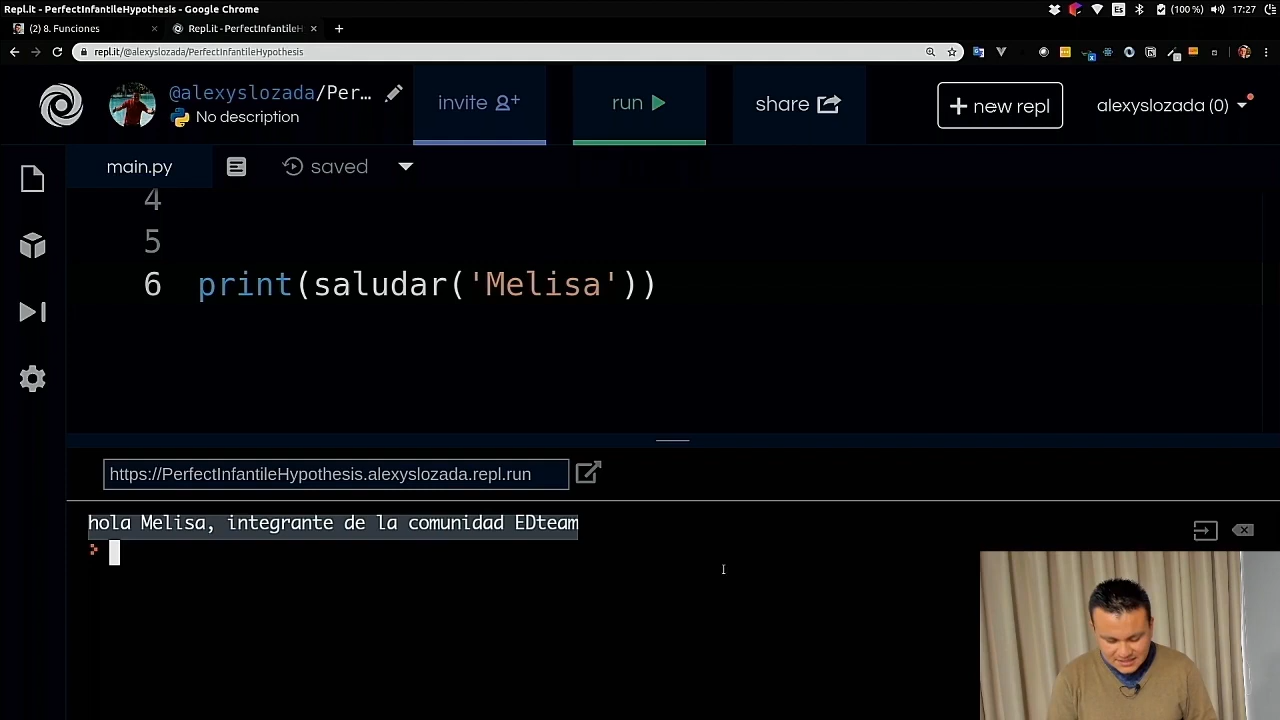 Repl.it - PerfectInfantileHypothesis - Google Chrome
Es
(100 %)
17:27
(2) 8. Funciones
Repl.it - PerfectInfantileH
repl.it/@alexyslozada/PerfectInfantileHypothesis
@alexyslozada/Per...
No description
invite
run
share
+ new repl
alexyslozada (0)
main.py
saved
4
5
6 print(saludar('Melisa'))
https://PerfectInfantileHypothesis.alexyslozada.repl.run
hola Melisa, integrante de la comunidad EDteam